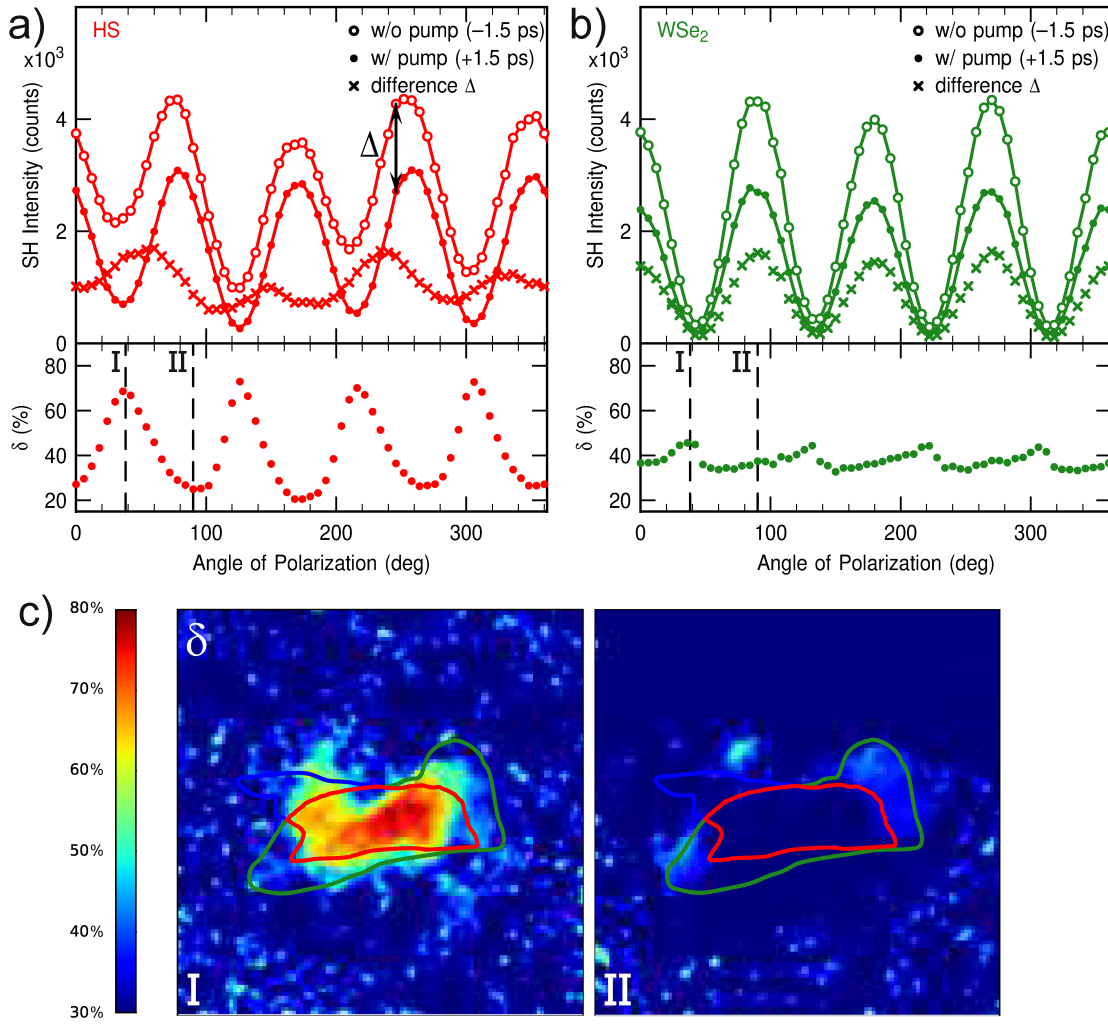 a)
HS
x10³
w/o pump (−1.5 ps)
w/ pump (+1.5 ps)
difference Δ
Δ
SH Intensity (counts)
4
2
0
I
II
δ (%)
80
60
40
20
0
100
200
300
Angle of Polarization (deg)
b)
WSe₂
x10³
w/o pump (−1.5 ps)
w/ pump (+1.5 ps)
difference Δ
SH Intensity (counts)
4
2
0
I
II
δ (%)
80
60
40
20
0
100
200
300
Angle of Polarization (deg)
c)
80%
70%
60%
50%
40%
30%
δ
I
II